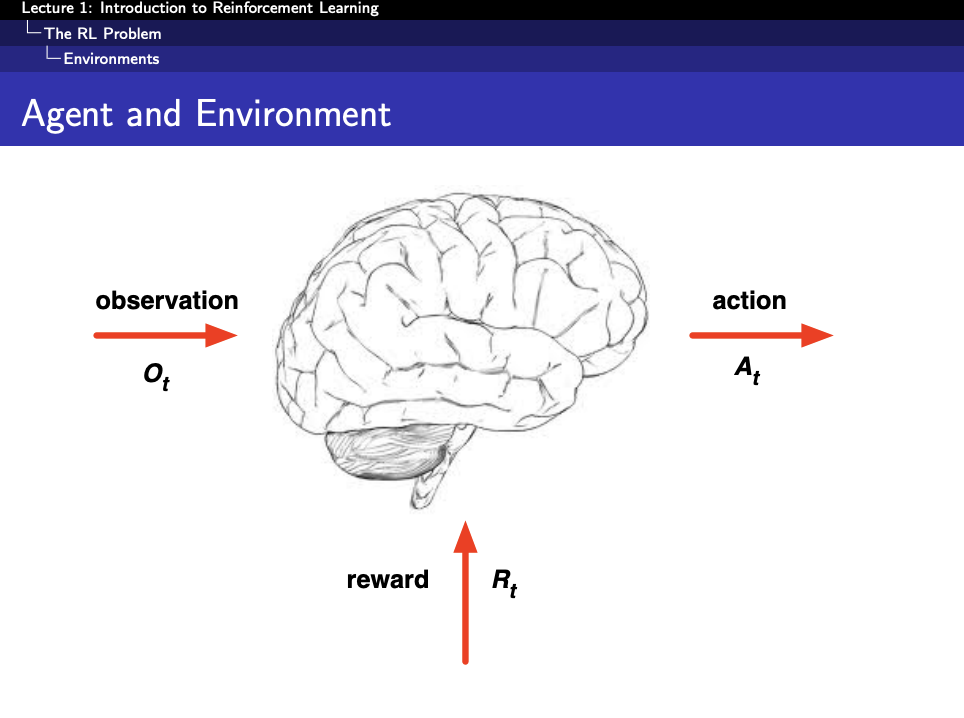 Lecture 1: Introduction to Reinforcement Learning
The RL Problem
Environments
Agent and Environment
observation
Oₜ
action
Aₜ
reward Rₜ